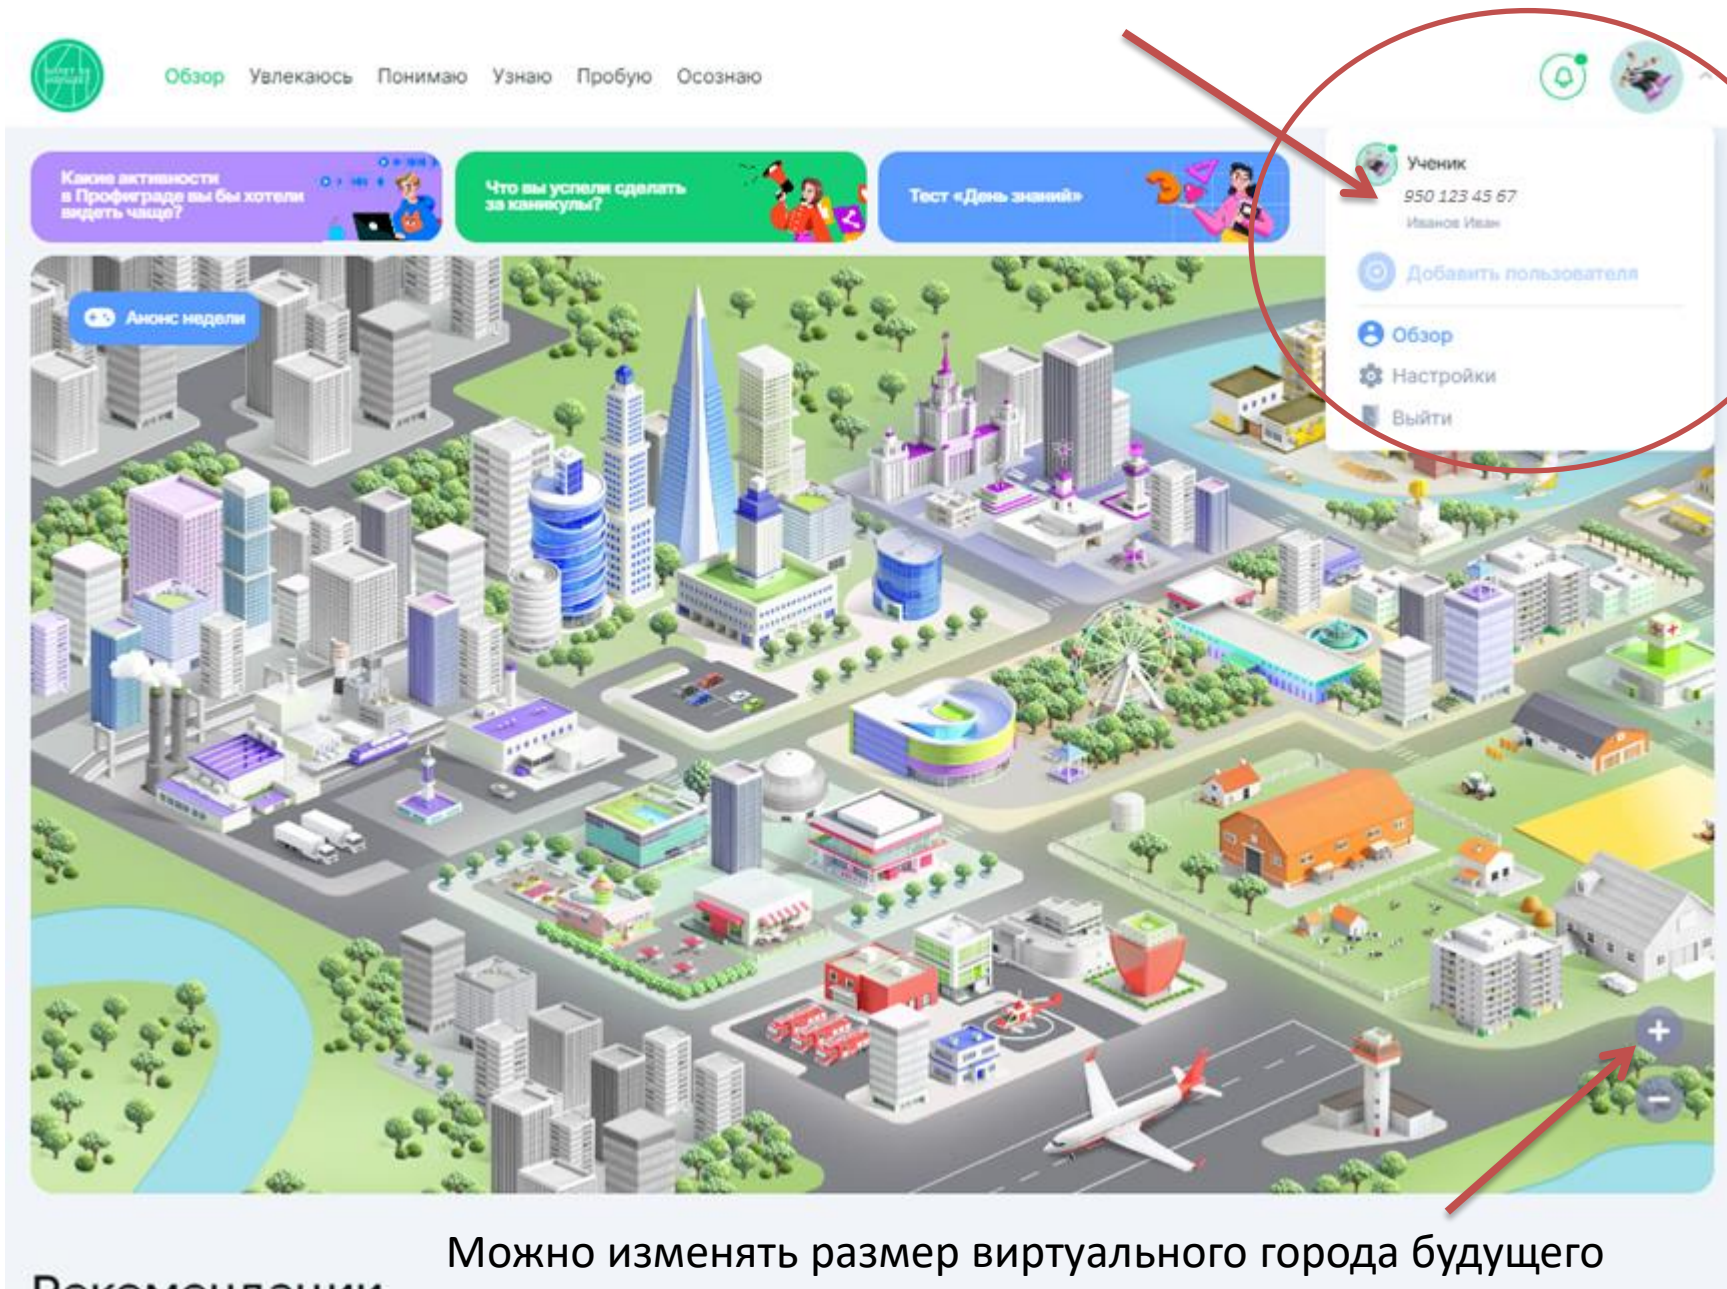 Обзор Увлекаюсь Понимаю Узнаю Пробую Осознаю
Какие активности
в Профиграде вы бы хотели
видеть чаще?
Что вы успели сделать
за каникулы?
Тест «День знаний»
Ученик
950 123 45 67
Иванов Иван
Добавить пользователя
Обзор
Настройки
Выйти
Анонс недели
Можно изменять размер виртуального города будущего
Рекомендации